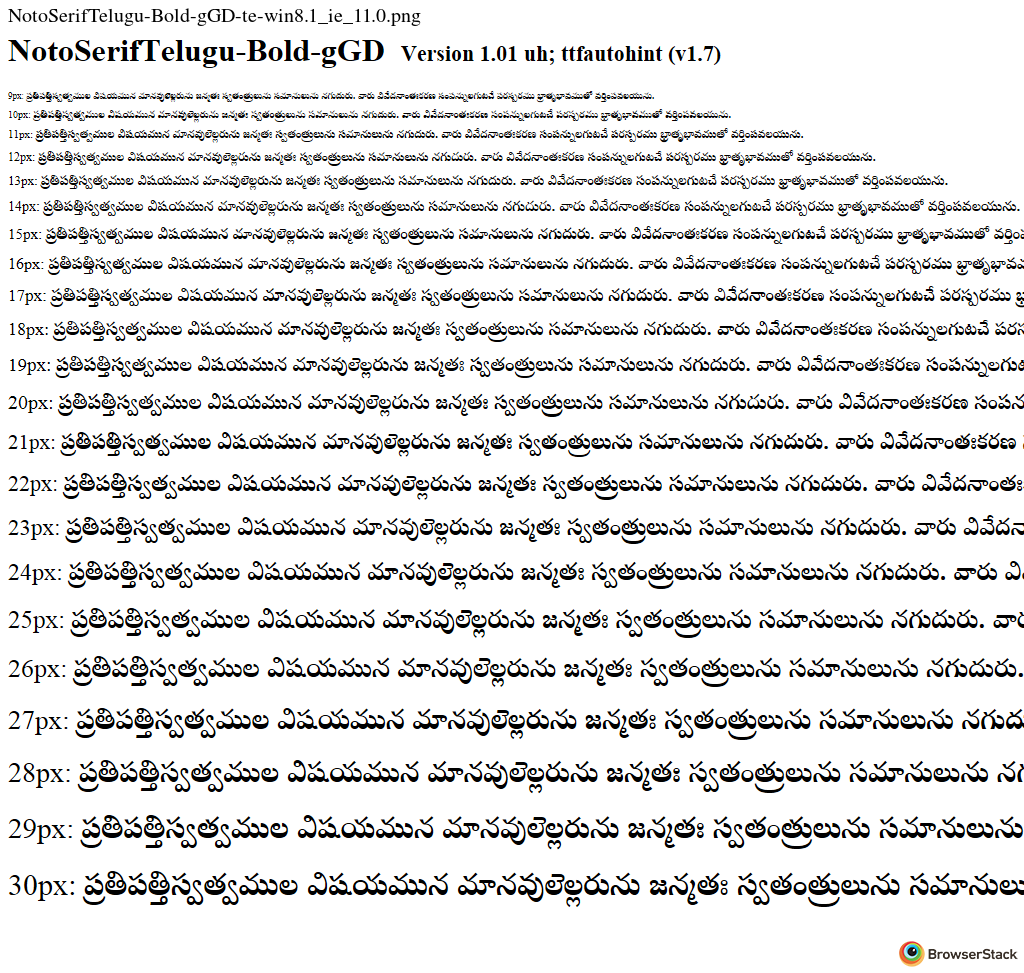 NotoSerifTelugu-Bold-gGD-te-win8.1_ie_11.0.png
NotoSerifTelugu-Bold-gGD Version 1.01 uh; ttfautohint (v1.7)
9px: ప్రతిపత్తిస్వత్వముల విషయమున మానవులెల్లరును జన్మతః స్వతంత్రులును సమానులును నగుదురు. వారు వివేదనాంతఃకరణ సంపన్నులగుటచే పరస్పరము భ్రాతృభావముతో వర్తింపవలయును.
10px: ప్రతిపత్తిస్వత్వముల విషయమున మానవులెల్లరును జన్మతః స్వతంత్రులును సమానులును నగుదురు. వారు వివేదనాంతఃకరణ సంపన్నులగుటచే పరస్పరము భ్రాతృభావముతో వర్తింపవలయును.
11px: ప్రతిపత్తిస్వత్వముల విషయమున మానవులెల్లరును జన్మతః స్వతంత్రులును సమానులును నగుదురు. వారు వివేదనాంతఃకరణ సంపన్నులగుటచే పరస్పరము భ్రాతృభావముతో వర్తింపవలయును.
12px: ప్రతిపత్తిస్వత్వముల విషయమున మానవులెల్లరును జన్మతః స్వతంత్రులును సమానులును నగుదురు. వారు వివేదనాంతఃకరణ సంపన్నులగుటచే పరస్పరము భ్రాతృభావముతో వర్తింపవలయును.
13px: ప్రతిపత్తిస్వత్వముల విషయమున మానవులెల్లరును జన్మతః స్వతంత్రులును సమానులును నగుదురు. వారు వివేదనాంతఃకరణ సంపన్నులగుటచే పరస్పరము భ్రాతృభావముతో వర్తింపవలయును.
14px: ప్రతిపత్తిస్వత్వముల విషయమున మానవులెల్లరును జన్మతః స్వతంత్రులును సమానులును నగుదురు. వారు వివేదనాంతఃకరణ సంపన్నులగుటచే పరస్పరము భ్రాతృభావముతో వర్తింపవలయును.
15px: ప్రతిపత్తిస్వత్వముల విషయమున మానవులెల్లరును జన్మతః స్వతంత్రులును సమానులును నగుదురు. వారు వివేదనాంతఃకరణ సంపన్నులగుటచే పరస్పరము భ్రాతృభావముతో
16px: ప్రతిపత్తిస్వత్వముల విషయమున మానవులెల్లరును జన్మతః స్వతంత్రులును సమానులును నగుదురు. వారు వివేదనాంతఃకరణ సంపన్నులగుటచే పరస్పరము
17px: ప్రతిపత్తిస్వత్వముల విషయమున మానవులెల్లరును జన్మతః స్వతంత్రులును సమానులును నగుదురు. వారు వివేదనాంతఃకరణ సంపన్నులగుటచే పరస్పరము
18px: ప్రతిపత్తిస్వత్వముల విషయమున మానవులెల్లరును జన్మతః స్వతంత్రులును సమానులును నగుదురు. వారు వివేదనాంతఃకరణ సంపన్నులగుటచే
19px: ప్రతిపత్తిస్వత్వముల విషయమున మానవులెల్లరును జన్మతః స్వతంత్రులును సమానులును నగుదురు. వారు వివేదనాంతఃకరణ
20px: ప్రతిపత్తిస్వత్వముల విషయమున మానవులెల్లరును జన్మతః స్వతంత్రులును సమానులును నగుదురు. వారు వివేదనాంతఃకరణ
21px: ప్రతిపత్తిస్వత్వముల విషయమున మానవులెల్లరును జన్మతః స్వతంత్రులును సమానులును నగుదురు. వారు వివేదనాంతఃకరణ
22px: ప్రతిపత్తిస్వత్వముల విషయమున మానవులెల్లరును జన్మతః స్వతంత్రులును సమానులును నగుదురు. వారు
23px: ప్రతిపత్తిస్వత్వముల విషయమున మానవులెల్లరును జన్మతః స్వతంత్రులును సమానులును నగుదురు. వారు
24px: ప్రతిపత్తిస్వత్వముల విషయమున మానవులెల్లరును జన్మతః స్వతంత్రులును సమానులును నగుదురు. వారు
25px: ప్రతిపత్తిస్వత్వముల విషయమున మానవులెల్లరును జన్మతః స్వతంత్రులును సమానులును నగుదురు.
26px: ప్రతిపత్తిస్వత్వముల విషయమున మానవులెల్లరును జన్మతః స్వతంత్రులును సమానులును నగుదురు.
27px: ప్రతిపత్తిస్వత్వముల విషయమున మానవులెల్లరును జన్మతః స్వతంత్రులును సమానులును
28px: ప్రతిపత్తిస్వత్వముల విషయమున మానవులెల్లరును జన్మతః స్వతంత్రులును సమానులును
29px: ప్రతిపత్తిస్వత్వముల విషయమున మానవులెల్లరును జన్మతః స్వతంత్రులును సమానులును
30px: ప్రతిపత్తిస్వత్వముల విషయమున మానవులెల్లరును జన్మతః స్వతంత్రులును
BrowserStack